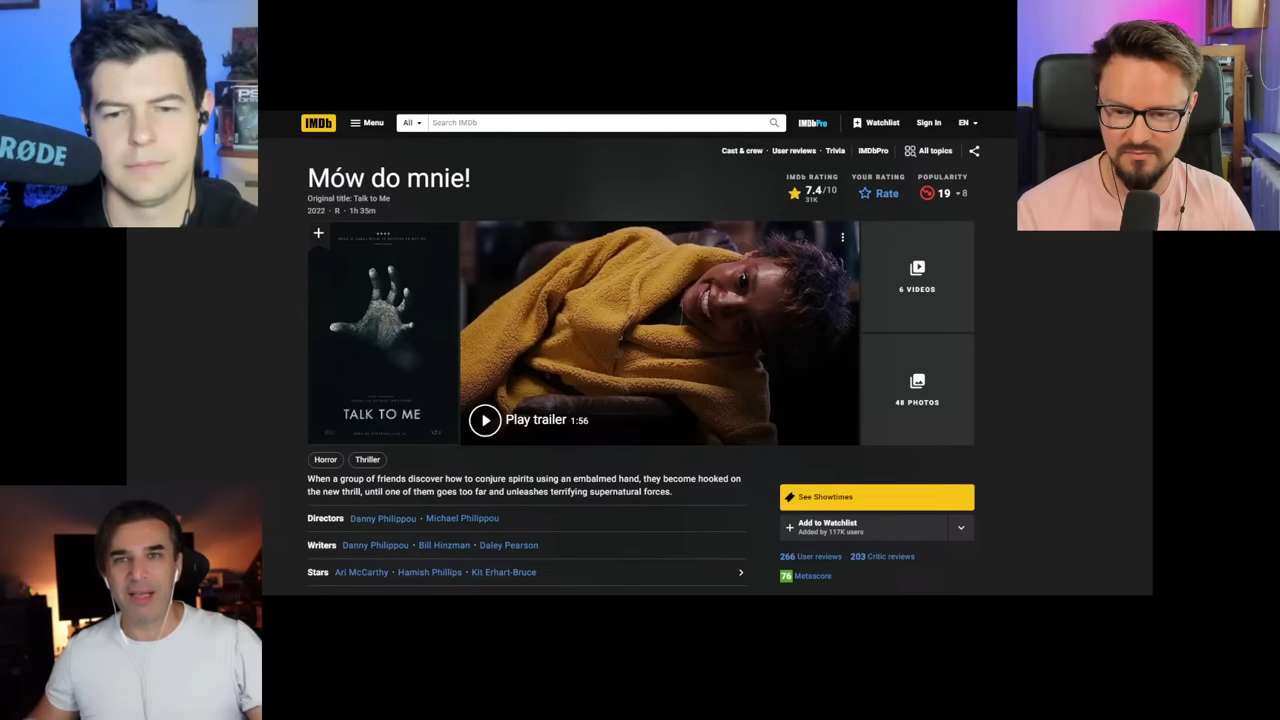 RØDE
IMDb
Menu
All
Search IMDb
IMDbPro
Watchlist
Sign In
EN
Cast & crew · User reviews · Trivia
IMDbPro
All topics
Mów do mnie!
Original title: Talk to Me
2022 · R · 1h 35m
IMDb RATING
7.4/10
31K
YOUR RATING
Rate
POPULARITY
19
8
TALK TO ME
Play trailer 1:56
6 VIDEOS
48 PHOTOS
Horror
Thriller
When a group of friends discover how to conjure spirits using an embalmed hand, they become hooked on
the new thrill, until one of them goes too far and unleashes terrifying supernatural forces.
Directors Danny Philippou · Michael Philippou
Writers Danny Philippou · Bill Hinzman · Daley Pearson
Stars Ari McCarthy · Hamish Phillips · Kit Erhart-Bruce
See Showtimes
Add to Watchlist
Added by 117K users
266 User reviews 203 Critic reviews
76 Metascore